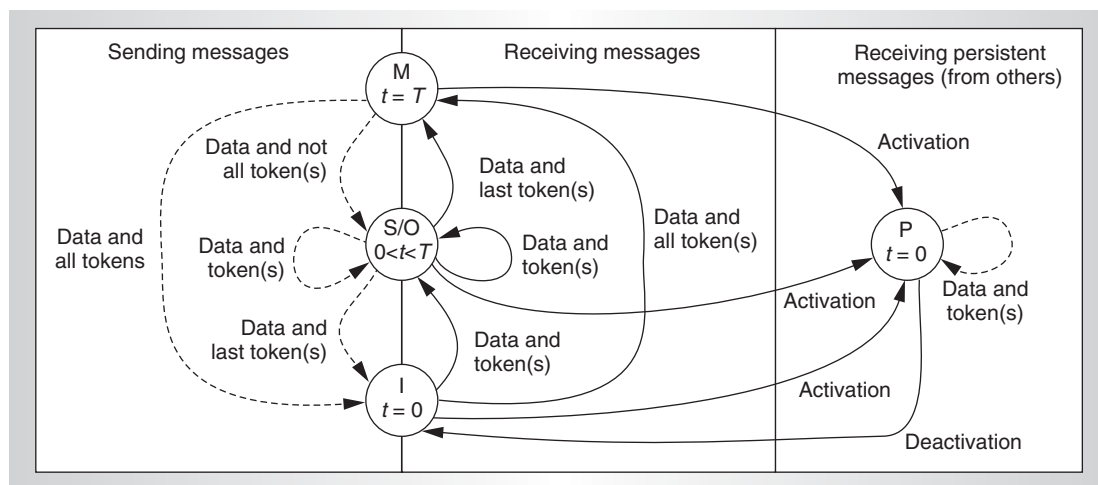 Sending messages
Receiving messages
Receiving persistent
messages (from others)
M
t = T
Data and not
all token(s)
Data and
last token(s)
Activation
Data and
all tokens
Data and
token(s)
S/O
0<t<T
Data and
token(s)
Data and
all token(s)
P
t = 0
Data and
token(s)
Activation
Data and
last token(s)
Data and
token(s)
I
t = 0
Activation
Deactivation